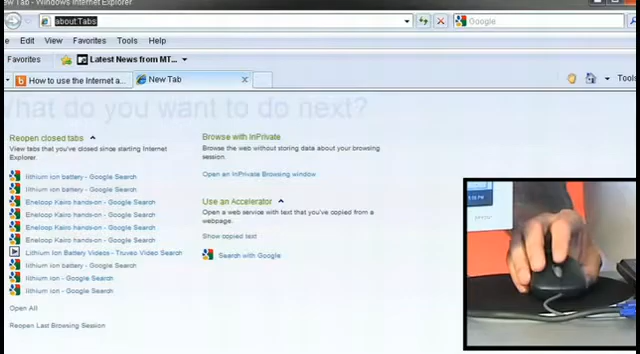 New Tab - Windows Internet Explorer
about:Tabs
Google
Edit View Favorites Tools Help
Favorites Latest News from MT...
How to use the Internet a... New Tab Tools
What do you want to do next?
Reopen closed tabs
View tabs that you've closed since starting Internet
Explorer.
lithium ion battery - Google Search
lithium ion battery - Google Search
Eneloop Kairo hands-on - Google Search
Eneloop Kairo hands-on - Google Search
Eneloop Kairo hands-on - Google Search
Eneloop Kairo hands-on - Google Search
Lithium Ion Battery Videos - Truveo Video Search
lithium ion battery - Google Search
lithium ion - Google Search
lithium ion - Google Search
Open All
Reopen Last Browsing Session
Browse with InPrivate
Browse the web without storing data about your browsing
session.
Open an InPrivate Browsing window
Use an Accelerator
Open a web service with text that you've copied from a
webpage.
Show copied text
Search with Google